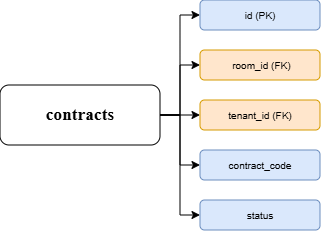 contracts
id (PK)
room_id (FK)
tenant_id (FK)
contract_code
status